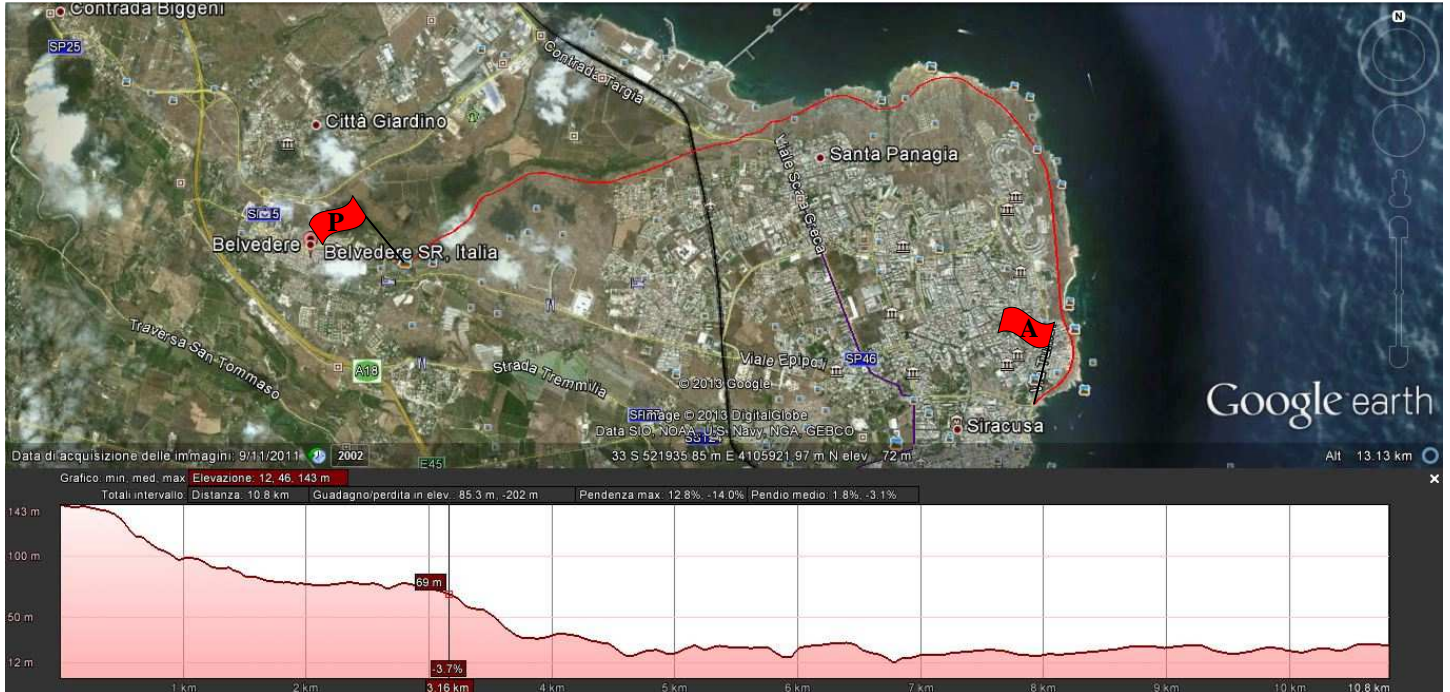 Contrada Biggeni
N
SP25
Contrada Targia
Città Giardino
Viale Scala Greca
Santa Panagia
P
Belvedere
Belvedere SR, Italia
A
Traversa San Tommaso
A18
Strada Tremmilia
Viale Epipoli
SP46
© 2013 Google
Image © 2013 DigitalGlobe
Data SIO, NOAA, U.S. Navy, NGA, GEBCO
Siracusa
Google earth
Data di acquisizione delle immagini: 9/11/2011
2002
E45
33 S 521935.85 m E 4105921.97 m N elev 72 m
Alt 13.13 km
Grafico: min, med, max Elevazione: 12, 46, 143 m
Totali intervallo: Distanza: 10.8 km Guadagno/perdita in elev.: 85.3 m, -202 m Pendenza max: 12.8%, -14.0% Pendio medio: 1.8%, -3.1%
143 m
100 m
69 m
50 m
12 m
-3.7%
1 km 2 km 3.16 km 4 km 5 km 6 km 7 km 8 km 9 km 10 km 10.8 km